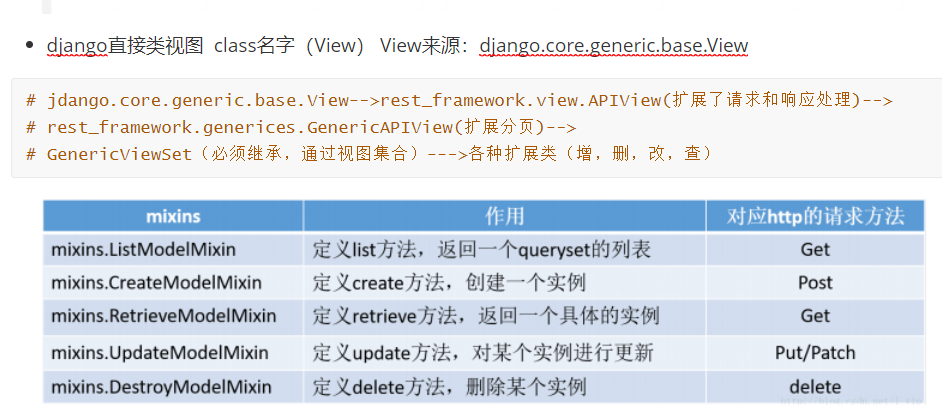 django直接类视图 class名字（View） View来源：django.core.generic.base.View
# jdango.core.generic.base.View-->rest_framework.view.APIView(扩展了请求和响应处理)-->
# rest_framework.generices.GenericAPIView(扩展分页)-->
# GenericViewSet（必须继承，通过视图集合）--->各种扩展类（增，删，改，查）
mixins 作用 对应http的请求方法
mixins.ListModelMixin 定义list方法，返回一个queryset的列表 Get
mixins.CreateModelMixin 定义create方法，创建一个实例 Post
mixins.RetrieveModelMixin 定义retrieve方法，返回一个具体的实例 Get
mixins.UpdateModelMixin 定义update方法，对某个实例进行更新 Put/Patch
mixins.DestroyModelMixin 定义delete方法，删除某个实例 delete